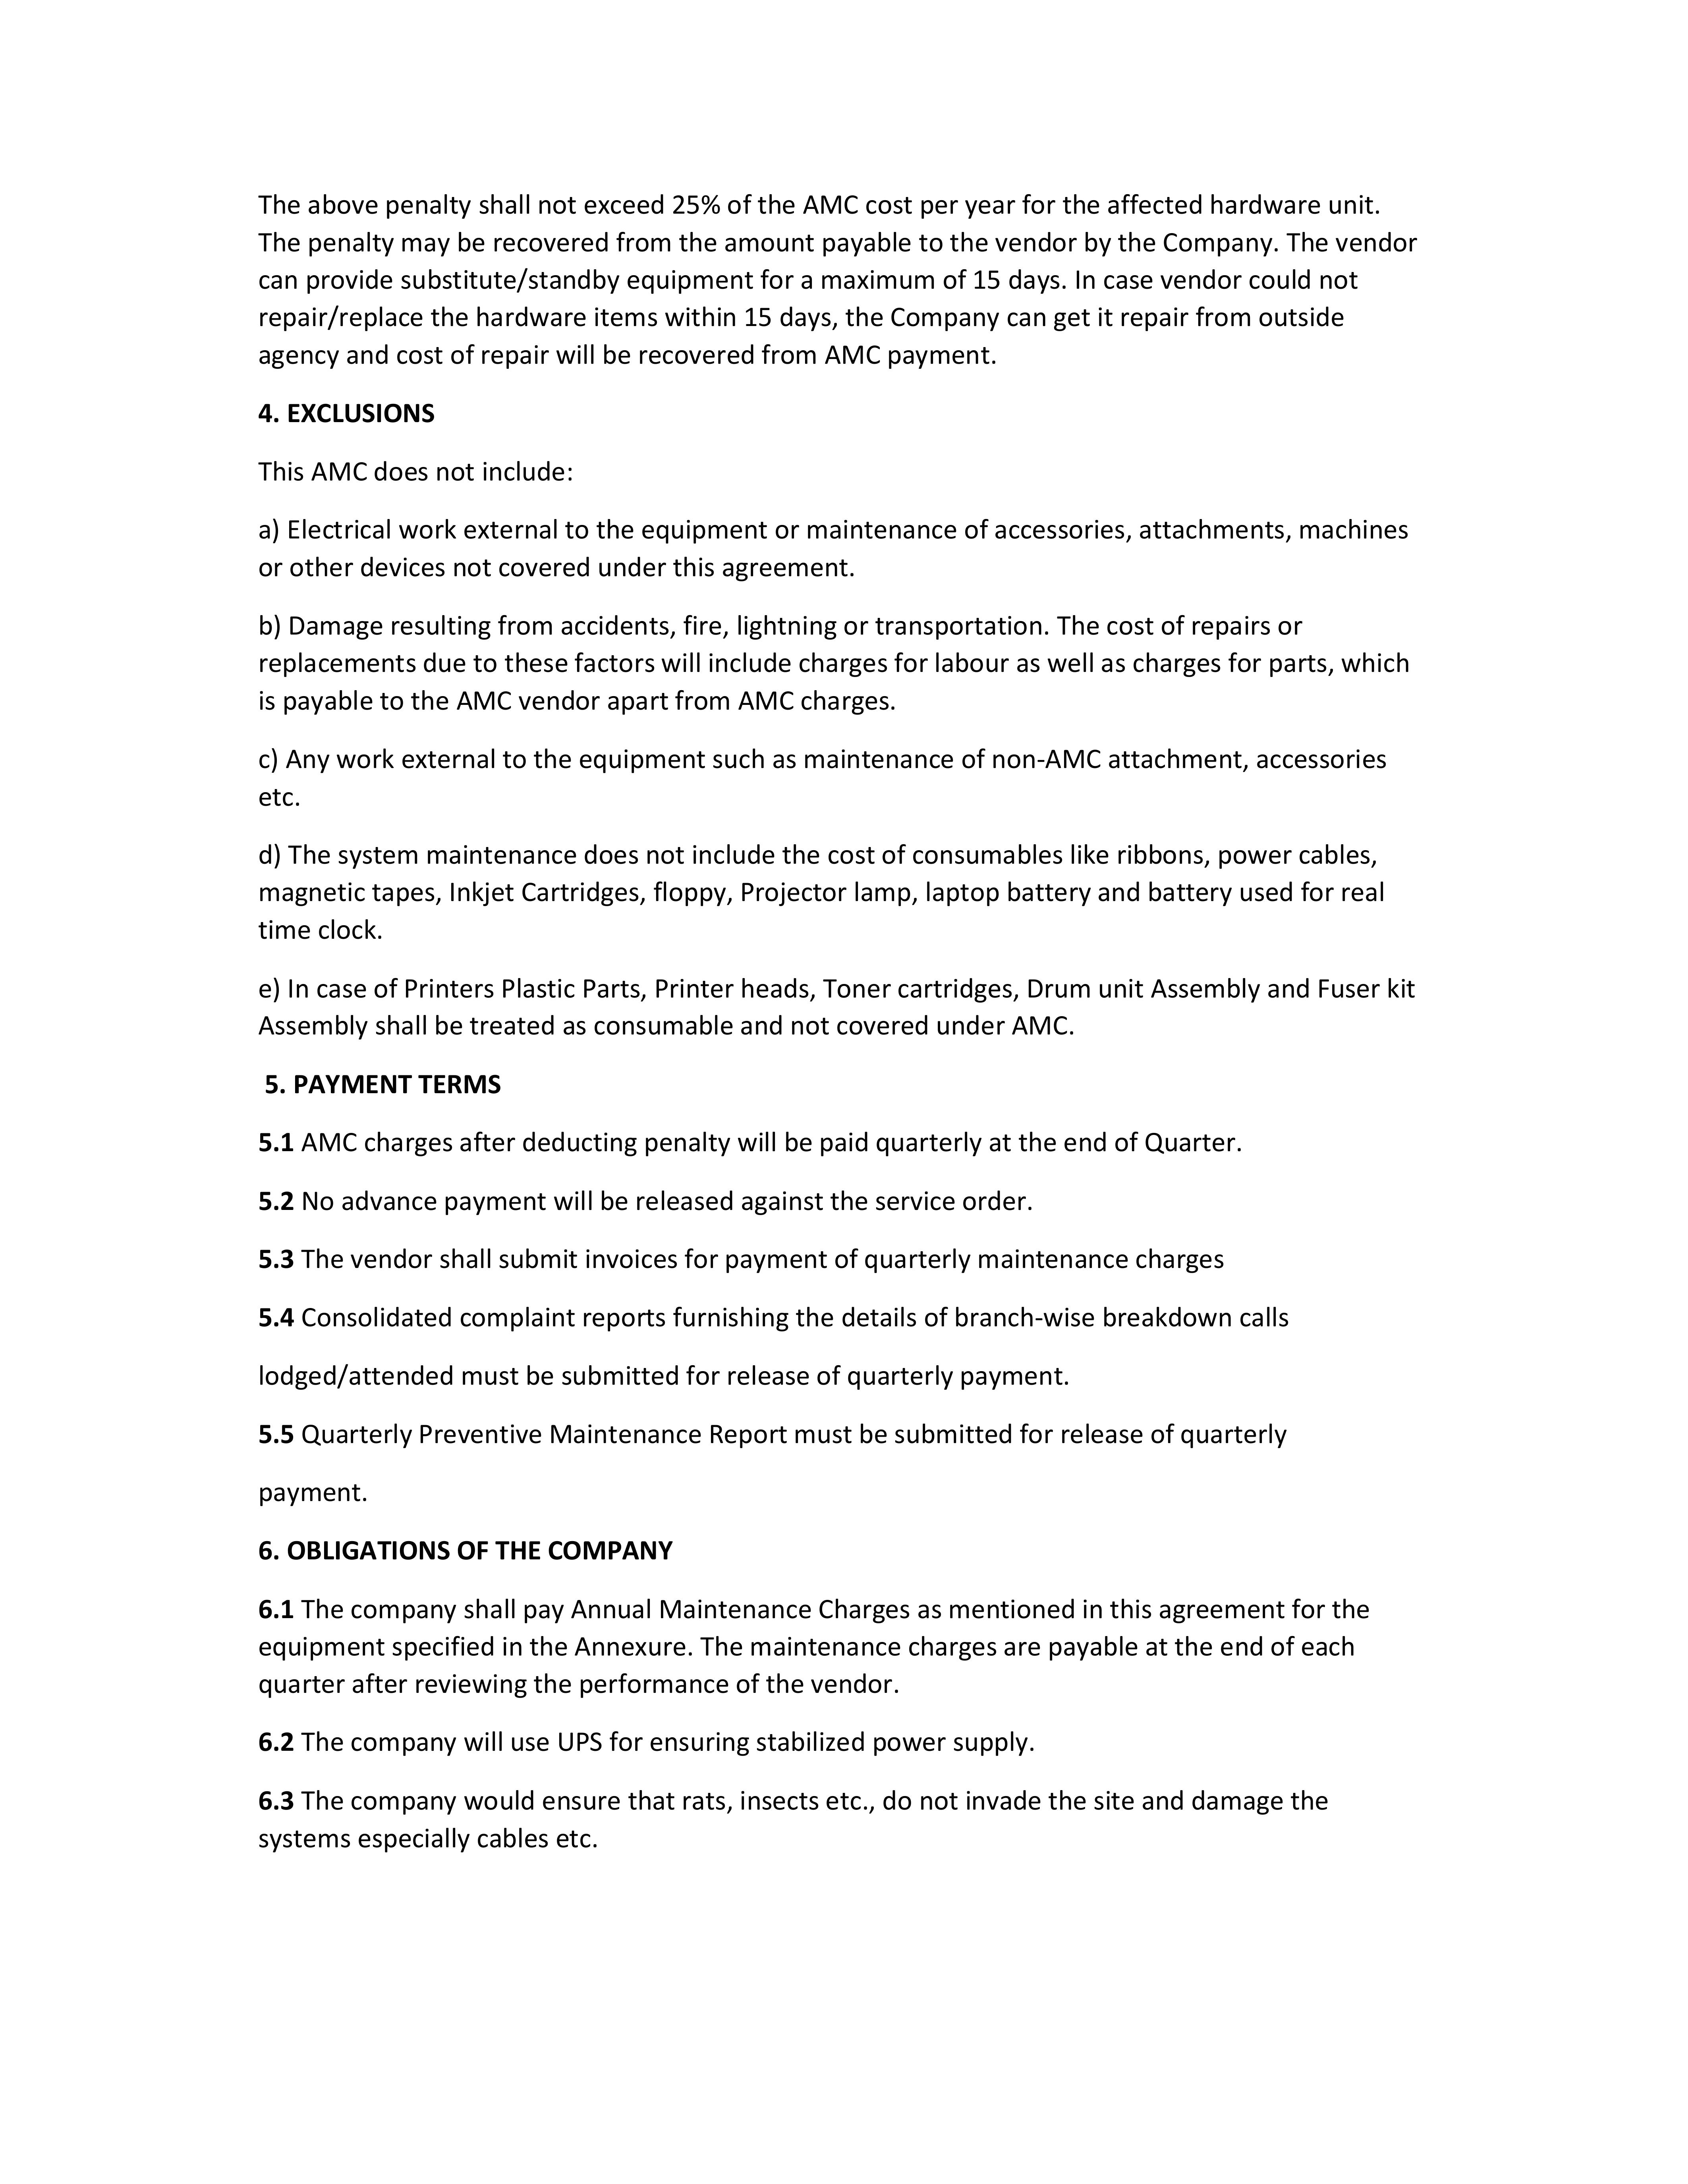 The above penalty shall not exceed 25% of the AMC cost per year for the affected hardware unit.
The penalty may be recovered from the amount payable to the vendor by the Company. The vendor
can provide substitute/standby equipment for a maximum of 15 days. In case vendor could not
repair/replace the hardware items within 15 days, the Company can get it repair from outside
agency and cost of repair will be recovered from AMC payment.
4. EXCLUSIONS
This AMC does not include:
a) Electrical work external to the equipment or maintenance of accessories, attachments, machines
or other devices not covered under this agreement.
b) Damage resulting from accidents, fire, lightning or transportation. The cost of repairs or
replacements due to these factors will include charges for labour as well as charges for parts, which
is payable to the AMC vendor apart from AMC charges.
c) Any work external to the equipment such as maintenance of non-AMC attachment, accessories
etc.
d) The system maintenance does not include the cost of consumables like ribbons, power cables,
magnetic tapes, Inkjet Cartridges, floppy, Projector lamp, laptop battery and battery used for real
time clock.
e) In case of Printers Plastic Parts, Printer heads, Toner cartridges, Drum unit Assembly and Fuser kit
Assembly shall be treated as consumable and not covered under AMC.
5. PAYMENT TERMS
5.1 AMC charges after deducting penalty will be paid quarterly at the end of Quarter.
5.2 No advance payment will be released against the service order.
5.3 The vendor shall submit invoices for payment of quarterly maintenance charges
5.4 Consolidated complaint reports furnishing the details of branch-wise breakdown calls
lodged/attended must be submitted for release of quarterly payment.
5.5 Quarterly Preventive Maintenance Report must be submitted for release of quarterly
payment.
6. OBLIGATIONS OF THE COMPANY
6.1 The company shall pay Annual Maintenance Charges as mentioned in this agreement for the
equipment specified in the Annexure. The maintenance charges are payable at the end of each
quarter after reviewing the performance of the vendor.
6.2 The company will use UPS for ensuring stabilized power supply.
6.3 The company would ensure that rats, insects etc., do not invade the site and damage the
systems especially cables etc.